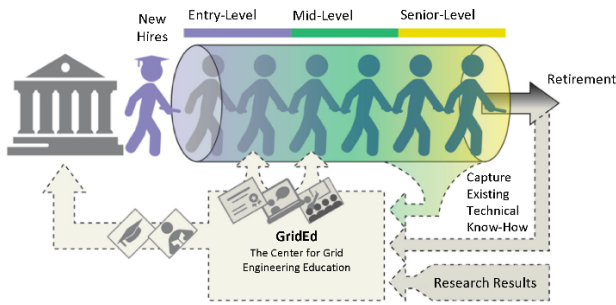 New
Hires
Entry-Level
Mid-Level
Senior-Level
Retirement
Capture
Existing
Technical
Know-How
GridEd
The Center for Grid
Engineering Education
Research Results